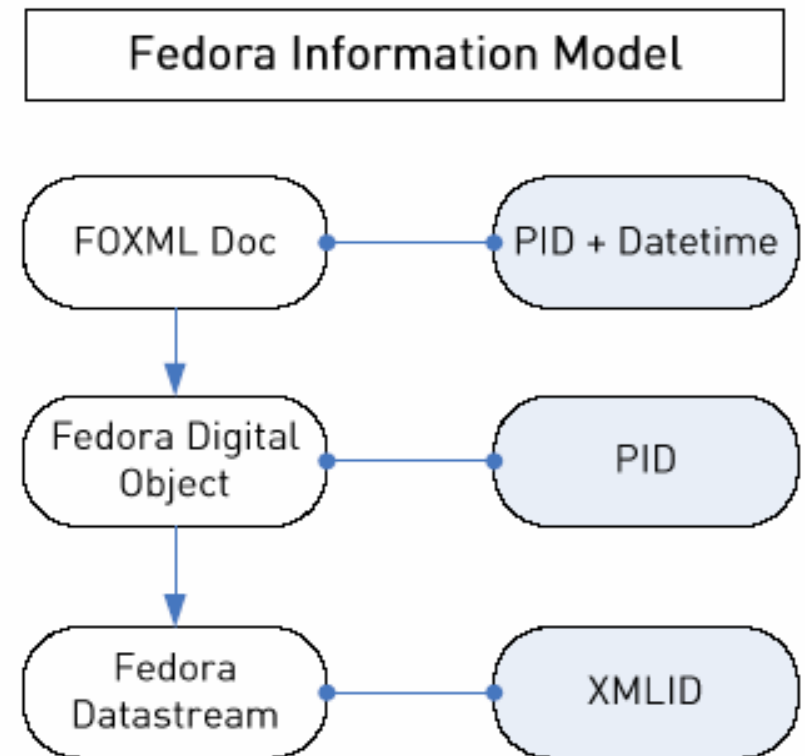 Fedora Information Model
FOXML Doc
PID + Datetime
Fedora Digital
Object
PID
Fedora
Datastream
XMLID